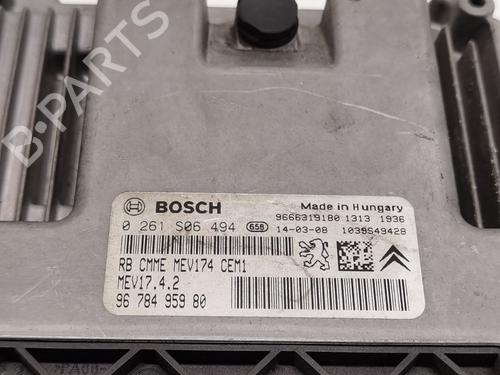 B-PARTS
BOSCH
Made in Hungary
9666319180 1313 1936
0 261 S06 494 658 14-03-08 1039S49428
RB CMME MEV174 CEM1
MEV17.4.2
96 784 959 80